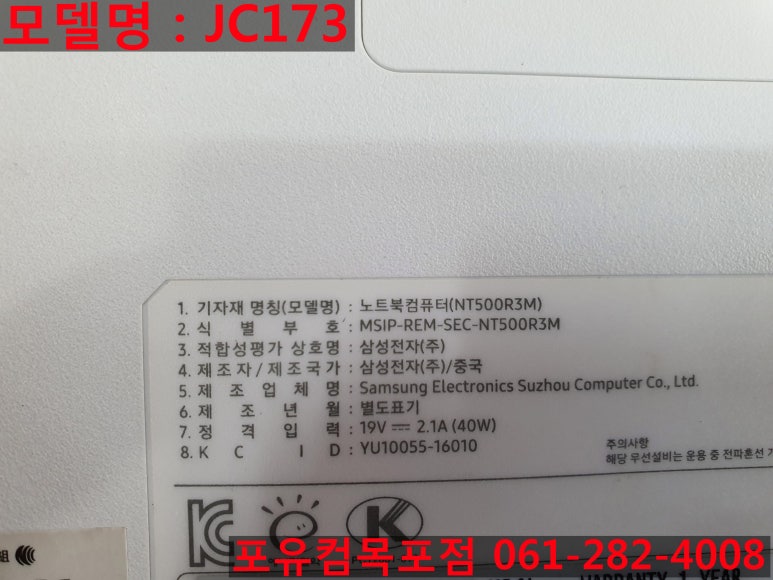 모델명 : JC173
1. 기자재 명칭(모델명) : 노트북컴퓨터(NT500R3M)
2. 식 별 부 호 : MSIP-REM-SEC-NT500R3M
3. 적합성평가 상호명 : 삼성전자(주)
4. 제조자/제조국가 : 삼성전자(주)/중국
5. 제 조 업 체 명 : Samsung Electronics Suzhou Computer Co., Ltd.
6. 제 조 년 월 : 별도표기
7. 정 격 입 력 : 19V ⎓ 2.1A (40W)
8. K C I D : YU10055-16010
주의사항
해당 무선설비는 운용 중 전파혼선
K
포유컴목포점 061-282-4008
WARRANTY 1 YEAR